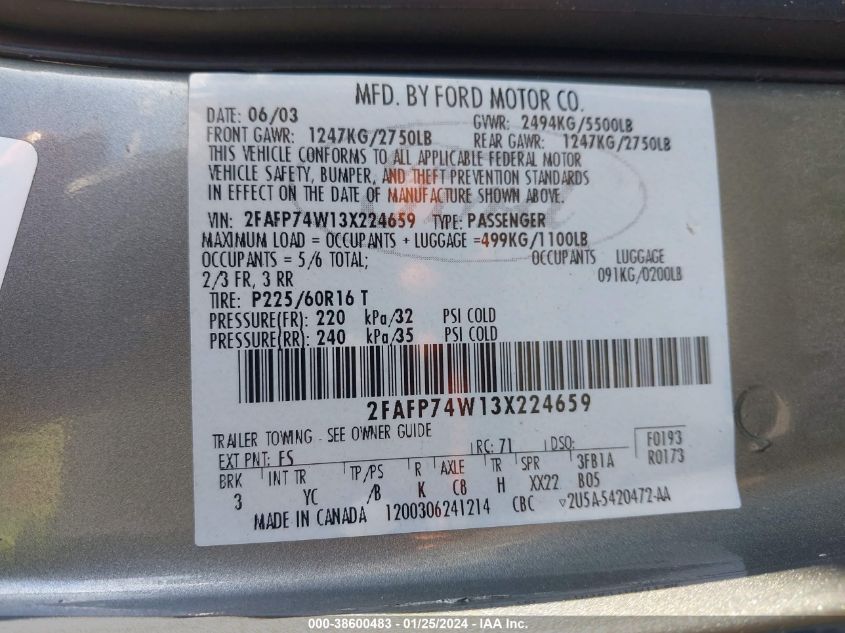 MFD. BY FORD MOTOR CO.
DATE: 06/03 GVWR: 2494KG/5500LB
FRONT GAWR: 1247KG/2750LB REAR GAWR: 1247KG/2750LB
THIS VEHICLE CONFORMS TO ALL APPLICABLE FEDERAL MOTOR
VEHICLE SAFETY, BUMPER, AND THEFT PREVENTION STANDARDS
IN EFFECT ON THE DATE OF MANUFACTURE SHOWN ABOVE.
VIN: 2FAFP74W13X224659 TYPE: PASSENGER
MAXIMUM LOAD = OCCUPANTS + LUGGAGE =499KG/1100LB
OCCUPANTS = 5/6 TOTAL; OCCUPANTS LUGGAGE
2/3 FR, 3 RR 091KG/0200LB
TIRE: P225/60R16 T
PRESSURE(FR): 220 kPa/32 PSI COLD
PRESSURE(RR): 240 kPa/35 PSI COLD
2FAFP74W13X224659
TRAILER TOWING - SEE OWNER GUIDE
EXT PNT: FS RC: 71 DSO: F0193
BRK INT TR TP/PS R AXLE TR SPR 3FB1A R0173
3 YC /B K C8 H XX22 B05
MADE IN CANADA 1200306241214 CBC ▽2U5A-5420472-AA
000-38600483 - 01/25/2024 - IAA Inc.